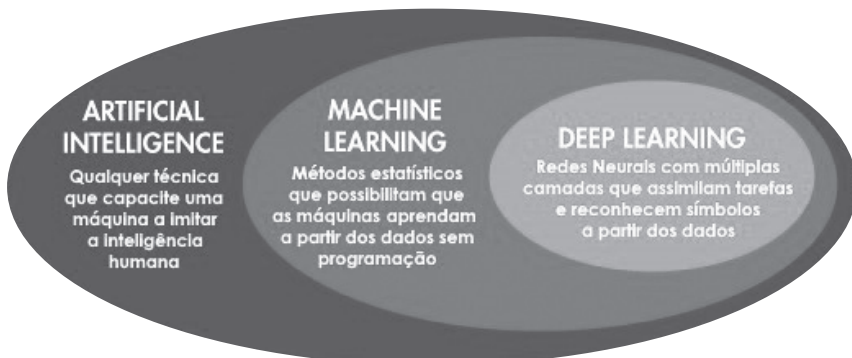 ARTIFICIAL
INTELLIGENCE
Qualquer técnica
que capacite uma
máquina a imitar
a inteligência
humana
MACHINE
LEARNING
Métodos estatísticos
que possibilitam que
as máquinas aprendam
a partir dos dados sem
programação
DEEP LEARNING
Redes Neurais com múltiplas
camadas que assimilam tarefas
e reconhecem símbolos
a partir dos dados